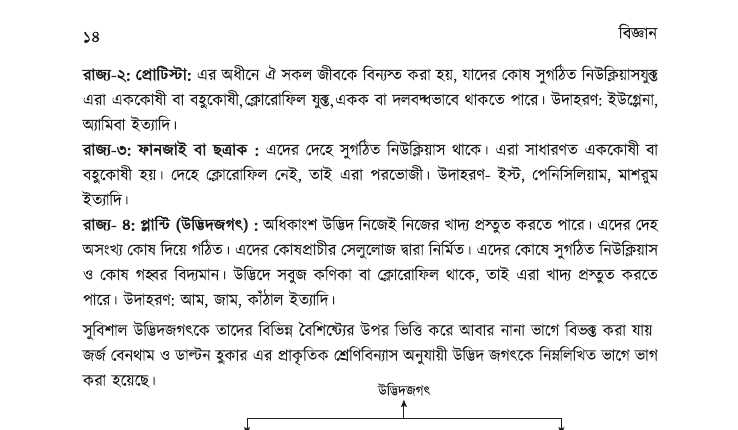 ১৪
বিজ্ঞান
রাজ্য-২: প্রোটিস্টা: এর অধীনে ঐ সকল জীবকে বিন্যস্ত করা হয়, যাদের কোষ সুগঠিত নিউক্লিয়াসযুক্ত
এরা এককোষী বা বহুকোষী,ক্লোরোফিল যুক্ত,একক বা দলবদ্ধভাবে থাকতে পারে। উদাহরণ: ইউগ্লেনা,
অ্যামিবা ইত্যাদি।
রাজ্য-৩: ফানজাই বা ছত্রাক : এদের দেহে সুগঠিত নিউক্লিয়াস থাকে। এরা সাধারণত এককোষী বা
বহুকোষী হয়। দেহে ক্লোরোফিল নেই, তাই এরা পরভোজী। উদাহরণ- ইস্ট, পেনিসিলিয়াম, মাশরুম
ইত্যাদি।
রাজ্য- ৪: প্লান্টি (উদ্ভিদজগৎ) : অধিকাংশ উদ্ভিদ নিজেই নিজের খাদ্য প্রস্তুত করতে পারে। এদের দেহ
অসংখ্য কোষ দিয়ে গঠিত। এদের কোষপ্রাচীর সেলুলোজ দ্বারা নির্মিত। এদের কোষে সুগঠিত নিউক্লিয়াস
ও কোষ গহ্বর বিদ্যমান। উদ্ভিদে সবুজ কণিকা বা ক্লোরোফিল থাকে, তাই এরা খাদ্য প্রস্তুত করতে
পারে। উদাহরণ: আম, জাম, কাঁঠাল ইত্যাদি।
সুবিশাল উদ্ভিদজগৎকে তাদের বিভিন্ন বৈশিষ্ট্যের উপর ভিত্তি করে আবার নানা ভাগে বিভক্ত করা যায়
জর্জ বেনথাম ও ডাল্টন হুকার এর প্রাকৃতিক শ্রেণিবিন্যাস অনুযায়ী উদ্ভিদ জগৎকে নিম্নলিখিত ভাগে ভাগ
করা হয়েছে।
উদ্ভিদজগৎ